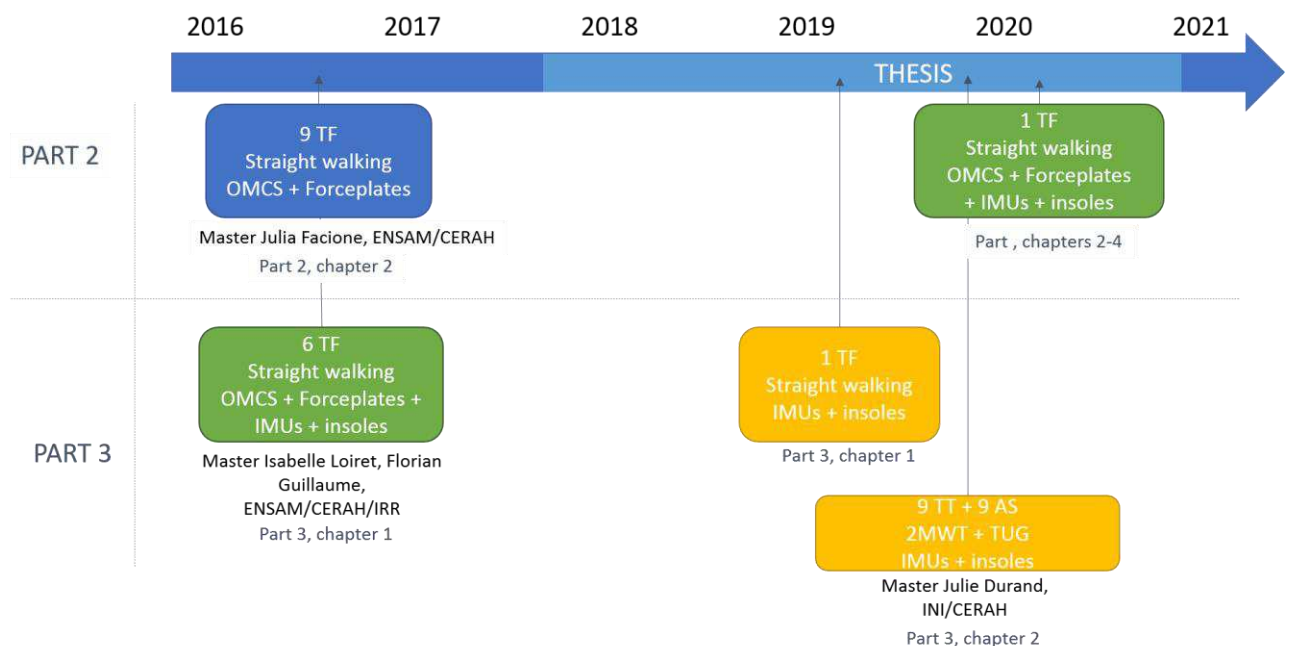 2016 2017 2018 2019 2020 2021
THESIS
PART 2
9 TF
Straight walking
OMCS + Forceplates
Master Julia Facione, ENSAM/CERAH
Part 2, chapter 2
1 TF
Straight walking
OMCS + Forceplates
+ IMUs + insoles
Part , chapters 2-4
PART 3
6 TF
Straight walking
OMCS + Forceplates +
IMUs + insoles
Master Isabelle Loiret, Florian
Guillaume,
ENSAM/CERAH/IRR
Part 3, chapter 1
1 TF
Straight walking
IMUs + insoles
Part 3, chapter 1
9 TT + 9 AS
2MWT + TUG
IMUs + insoles
Master Julie Durand,
INI/CERAH
Part 3, chapter 2